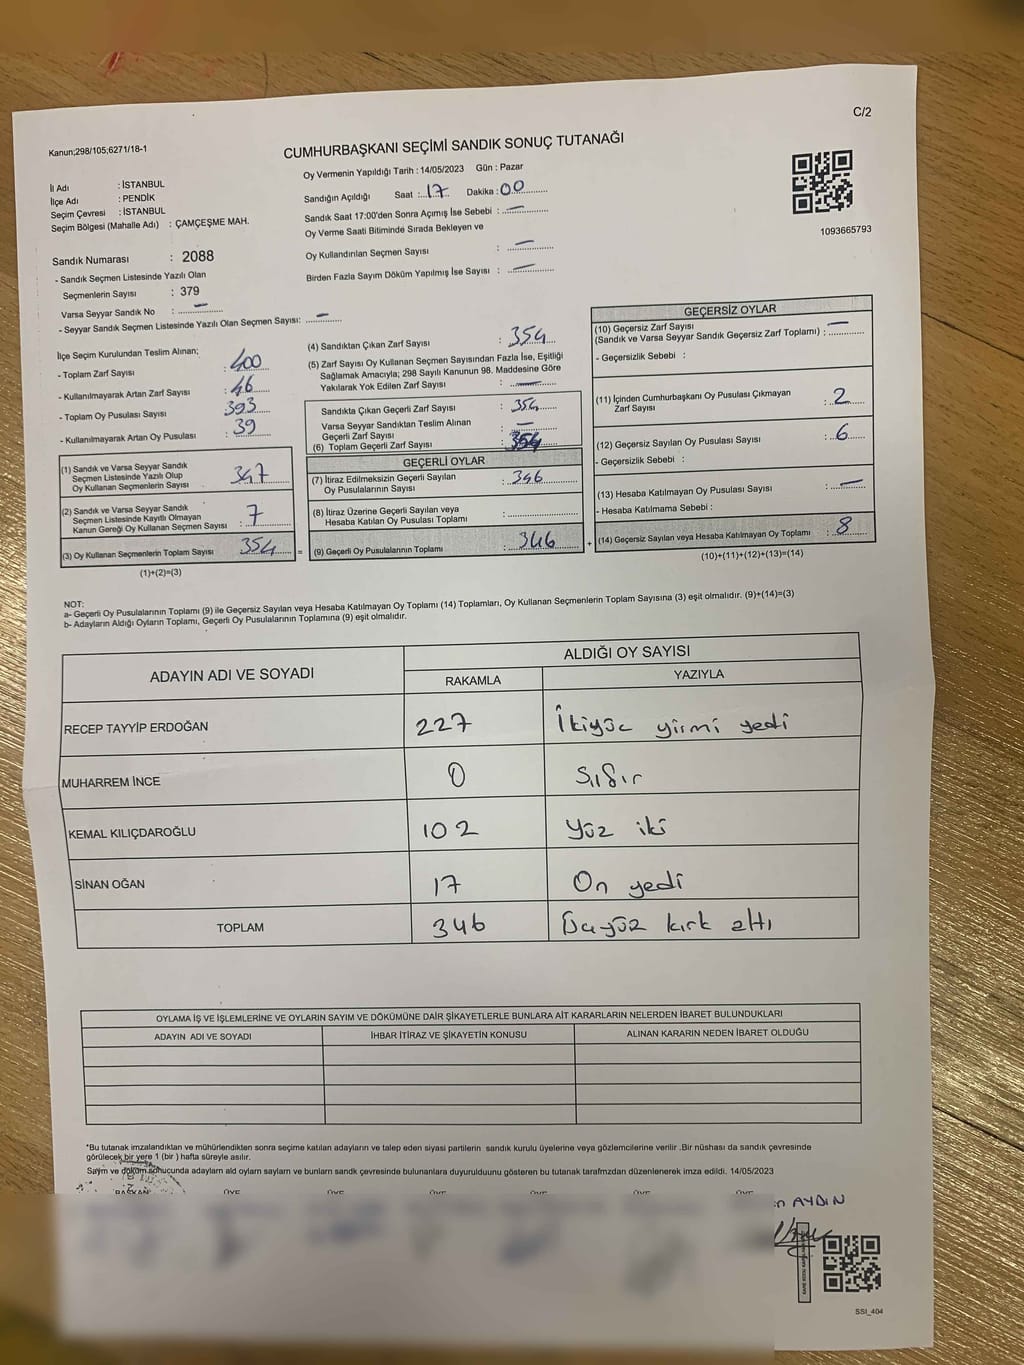 C/2
Kanun;298/105;6271/18-1
CUMHURBAŞKANI SEÇİMİ SANDIK SONUÇ TUTANAĞI
Oy Vermenin Yapıldığı Tarih : 14/05/2023 Gün : Pazar
İl Adı : İSTANBUL
İlçe Adı : PENDİK
Seçim Çevresi : İSTANBUL
Seçim Bölgesi (Mahalle Adı) : ÇAMÇEŞME MAH.
Sandığın Açıldığı Saat :.17.... Dakika :00..........
Sandık Saat 17:00'den Sonra Açımış İse Sebebi : —
Oy Verme Saati Bitiminde Sırada Bekleyen ve
Oy Kullandırılan Seçmen Sayısı : —
Birden Fazla Sayım Döküm Yapılmış İse Sayısı : —
1093665793
Sandık Numarası : 2088
- Sandık Seçmen Listesinde Yazılı Olan
Seçmenlerin Sayısı : 379
Varsa Seyyar Sandık No : —
- Seyyar Sandık Seçmen Listesinde Yazılı Olan Seçmen Sayısı: —
İlçe Seçim Kurulundan Teslim Alınan;
- Toplam Zarf Sayısı : 400
- Kullanılmayarak Artan Zarf Sayısı : 46
- Toplam Oy Pusulası Sayısı : 393
- Kullanılmayarak Artan Oy Pusulası : 39
(1) Sandık ve Varsa Seyyar Sandık
Seçmen Listesinde Yazılı Olup
Oy Kullanan Seçmenlerin Sayısı : 347
(2) Sandık ve Varsa Seyyar Sandık
Seçmen Listesinde Kayıtlı Olmayan
Kanun Gereği Oy Kullanan Seçmen Sayısı : 7
(3) Oy Kullanan Seçmenlerin Toplam Sayısı 354
(1)+(2)=(3)
(4) Sandıktan Çıkan Zarf Sayısı : 354
(5) Zarf Sayısı Oy Kullanan Seçmen Sayısından Fazla İse, Eşitliği
Sağlamak Amacıyla; 298 Sayılı Kanunun 98. Maddesine Göre
Yakılarak Yok Edilen Zarf Sayısı : —
Sandıkta Çıkan Geçerli Zarf Sayısı : 354
Varsa Seyyar Sandıktan Teslim Alınan
Geçerli Zarf Sayısı : —
(6) Toplam Geçerli Zarf Sayısı : 354
GEÇERLİ OYLAR
(7) İtiraz Edilmeksizin Geçerli Sayılan
Oy Pusulalarının Sayısı : 346
(8) İtiraz Üzerine Geçerli Sayılan veya
Hesaba Katılan Oy Pusulası Toplamı :
(9) Geçerli Oy Pusulalarının Toplamı : 346
GEÇERSİZ OYLAR
(10) Geçersiz Zarf Sayısı
(Sandık ve Varsa Seyyar Sandık Geçersiz Zarf Toplamı) : —
- Geçersizlik Sebebi :
(11) İçinden Cumhurbaşkanı Oy Pusulası Çıkmayan
Zarf Sayısı : 2
(12) Geçersiz Sayılan Oy Pusulası Sayısı : 6
- Geçersizlik Sebebi :
(13) Hesaba Katılmayan Oy Pusulası Sayısı : —
- Hesaba Katılmama Sebebi :
(14) Geçersiz Sayılan veya Hesaba Katılmayan Oy Toplamı : 8
(10)+(11)+(12)+(13)=(14)
NOT:
a- Geçerli Oy Pusulalarının Toplamı (9) ile Geçersiz Sayılan veya Hesaba Katılmayan Oy Toplamı (14) Toplamları, Oy Kullanan Seçmenlerin Toplam Sayısına (3) eşit olmalıdır. (9)+(14)=(3)
b- Adayların Aldığı Oyların Toplamı, Geçerli Oy Pusulalarının Toplamına (9) eşit olmalıdır.
ADAYIN ADI VE SOYADI ALDIĞI OY SAYISI
RAKAMLA YAZIYLA
RECEP TAYYİP ERDOĞAN 227 İkiyüz yirmi yedi
MUHARREM İNCE 0 Sıfır
KEMAL KILIÇDAROĞLU 102 Yüz iki
SİNAN OĞAN 17 On yedi
TOPLAM 346 Üçyüz kırk altı
OYLAMA İŞ VE İŞLEMLERİNE VE OYLARIN SAYIM VE DÖKÜMÜNE DAİR ŞİKAYETLERLE BUNLARA AİT KARARLARIN NELERDEN İBARET BULUNDUKLARI
ADAYIN ADI VE SOYADI İHBAR İTİRAZ VE ŞİKAYETİN KONUSU ALINAN KARARIN NEDEN İBARET OLDUĞU
*Bu tutanak imzalandıktan ve mühürlendikten sonra seçime katılan adayların ve talep eden siyasi partilerin sandık kurulu üyelerine veya gözlemcilerine verilir .Bir nüshası da sandık çevresinde
görülecek bir yere 1 (bir ) hafta süreyle asılır.
Sayım ve döküm sonucunda adayların ald oyların saylarn ve bunların sandk çevresinde bulunanlara duyurulduunu gösteren bu tutanak tarafmzdan düzenlenerek imza edildi. 14/05/2023
BAŞKAN ÜYE ÜYE ÜYE ÜYE ÜYE ÜYE
AYDIN
SSI_404